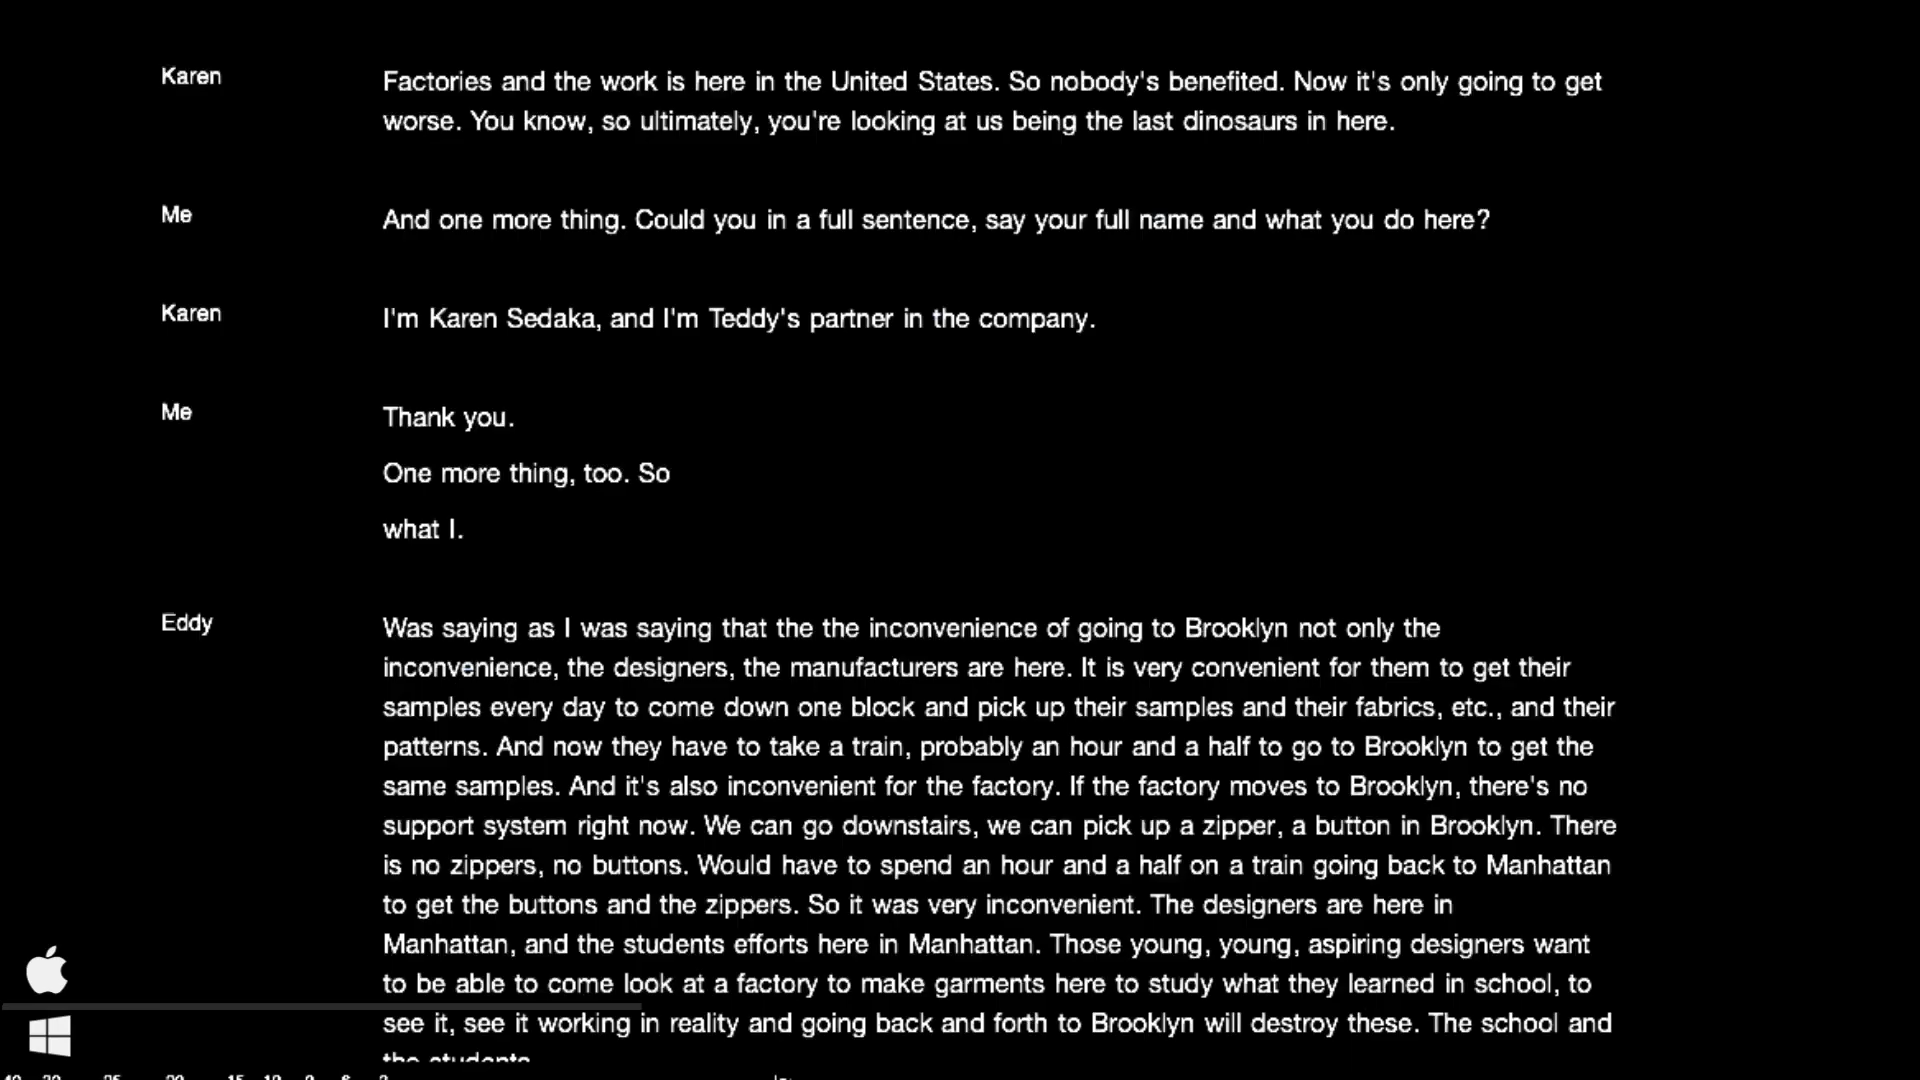 Karen
Factories and the work is here in the United States. So nobody's benefited. Now it's only going to get
worse. You know, so ultimately, you're looking at us being the last dinosaurs in here.
Me
And one more thing. Could you in a full sentence, say your full name and what you do here?
Karen
I'm Karen Sedaka, and I'm Teddy's partner in the company.
Me
Thank you.
One more thing, too. So
what I.
Eddy
Was saying as I was saying that the the inconvenience of going to Brooklyn not only the
inconvenience, the designers, the manufacturers are here. It is very convenient for them to get their
samples every day to come down one block and pick up their samples and their fabrics, etc., and their
patterns. And now they have to take a train, probably an hour and a half to go to Brooklyn to get the
same samples. And it's also inconvenient for the factory. If the factory moves to Brooklyn, there's no
support system right now. We can go downstairs, we can pick up a zipper, a button in Brooklyn. There
is no zippers, no buttons. Would have to spend an hour and a half on a train going back to Manhattan
to get the buttons and the zippers. So it was very inconvenient. The designers are here in
Manhattan, and the students efforts here in Manhattan. Those young, young, aspiring designers want
to be able to come look at a factory to make garments here to study what they learned in school, to
see it, see it working in reality and going back and forth to Brooklyn will destroy these. The school and
the students